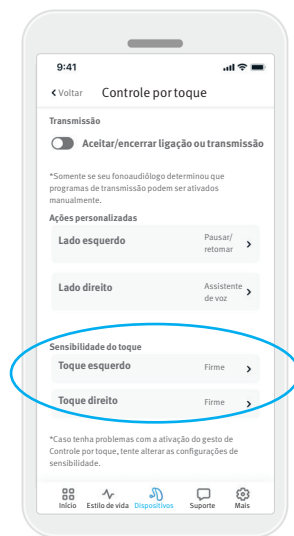 9:41
Voltar Controle por toque
Transmissão
Aceitar/encerrar ligação ou transmissão
*Somente se seu fonoaudiólogo determinou que
programas de transmissão podem ser ativados
manualmente.
Ações personalizadas
Lado esquerdo Pausar/
retomar
Lado direito Assistente
de voz
Sensibilidade do toque
Toque esquerdo Firme
Toque direito Firme
*Caso tenha problemas com a ativação do gesto de
Controle por toque, tente alterar as configurações de
sensibilidade.
Início Estilo de vida Dispositivos Suporte Mais